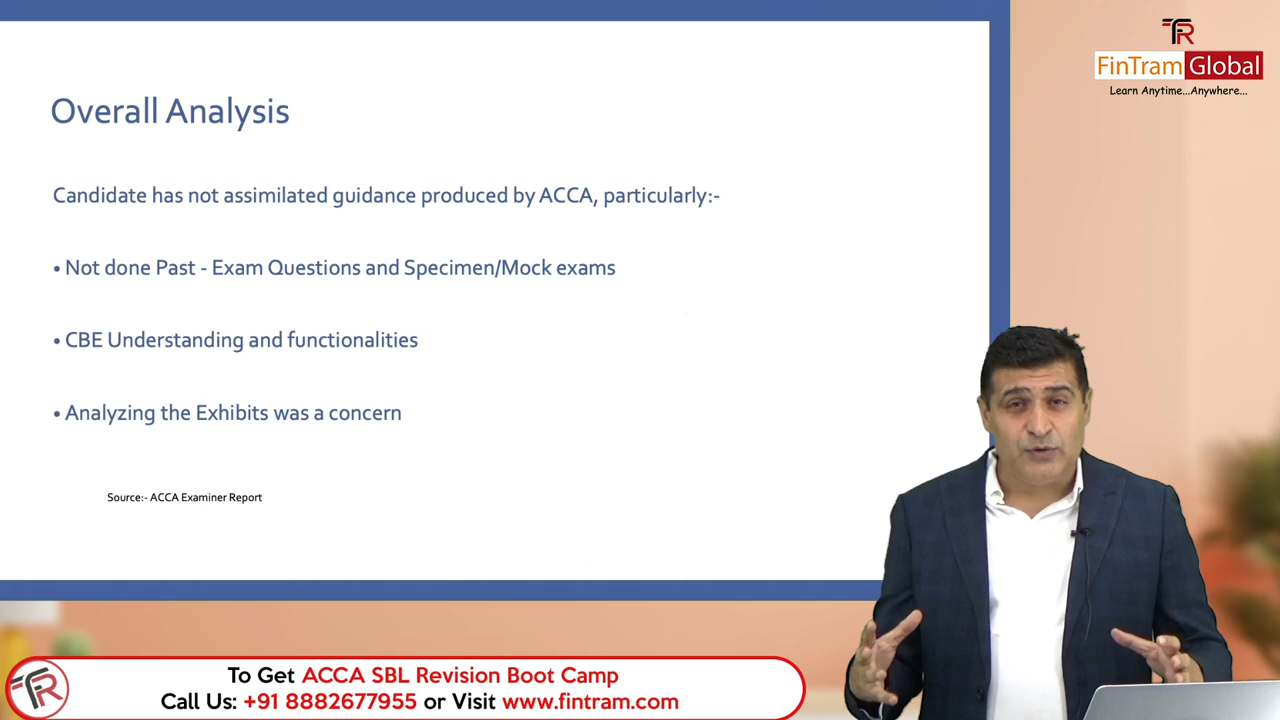 FinTram Global
Learn Anytime...Anywhere...
Overall Analysis
Candidate has not assimilated guidance produced by ACCA, particularly:-
• Not done Past - Exam Questions and Specimen/Mock exams
• CBE Understanding and functionalities
• Analyzing the Exhibits was a concern
Source:- ACCA Examiner Report
To Get ACCA SBL Revision Boot Camp
Call Us: +91 8882677955 or Visit www.fintram.com